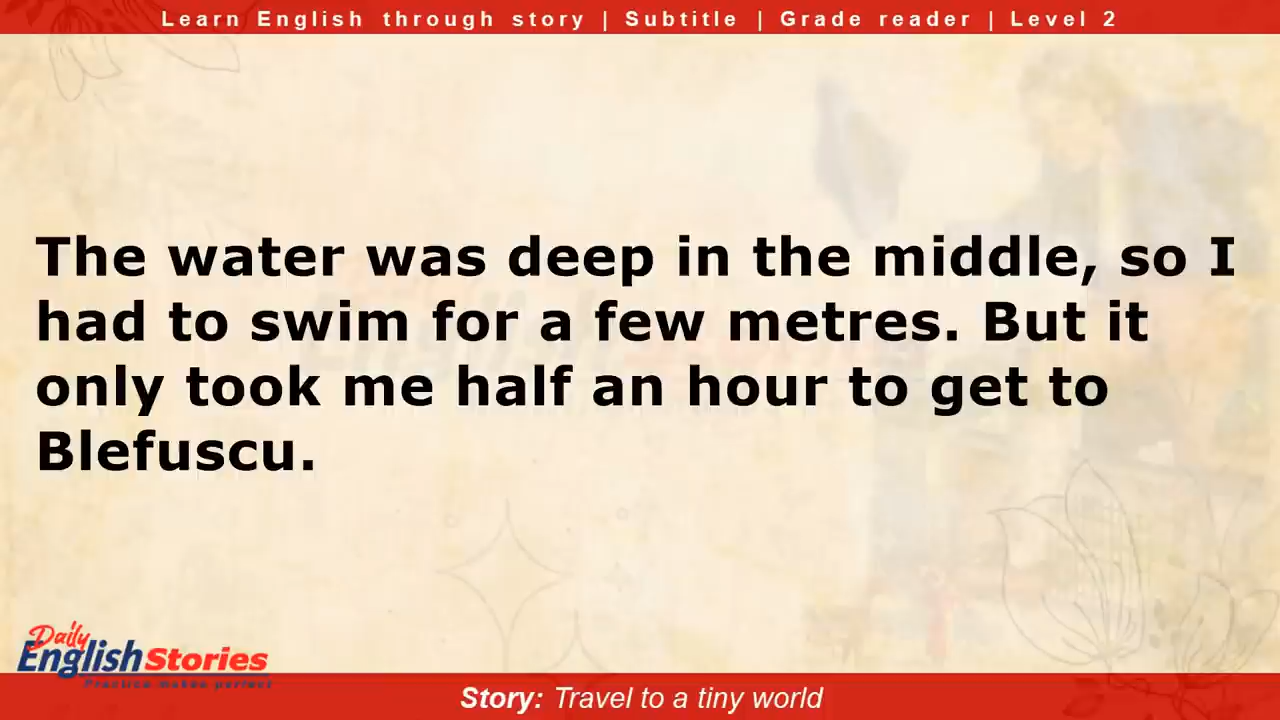 Learn English through story | Subtitle | Grade reader | Level 2
The water was deep in the middle, so I
had to swim for a few metres. But it
only took me half an hour to get to
Blefuscu.
Daily
English Stories
Practice makes perfect
Story: Travel to a tiny world